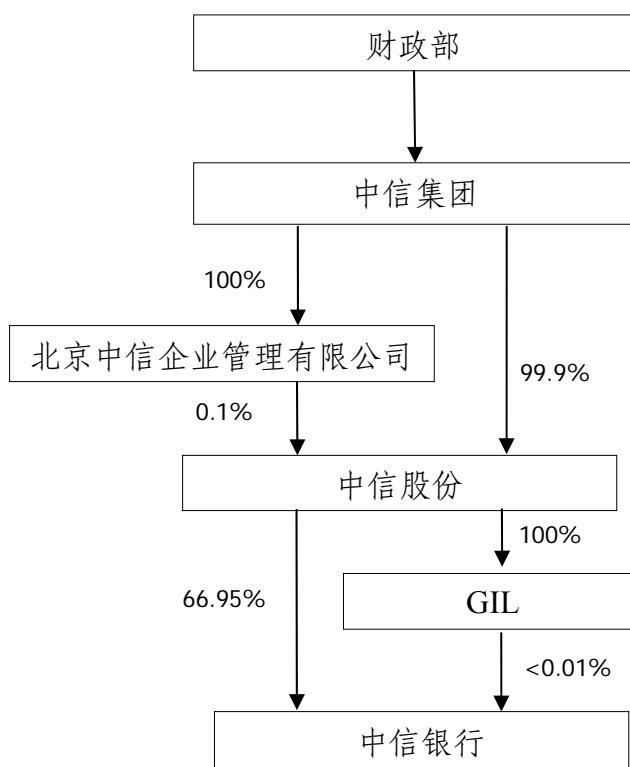 财政部
中信集团
100%
北京中信企业管理有限公司
99.9%
0.1%
中信股份
100%
66.95%
GIL
<0.01%
中信银行